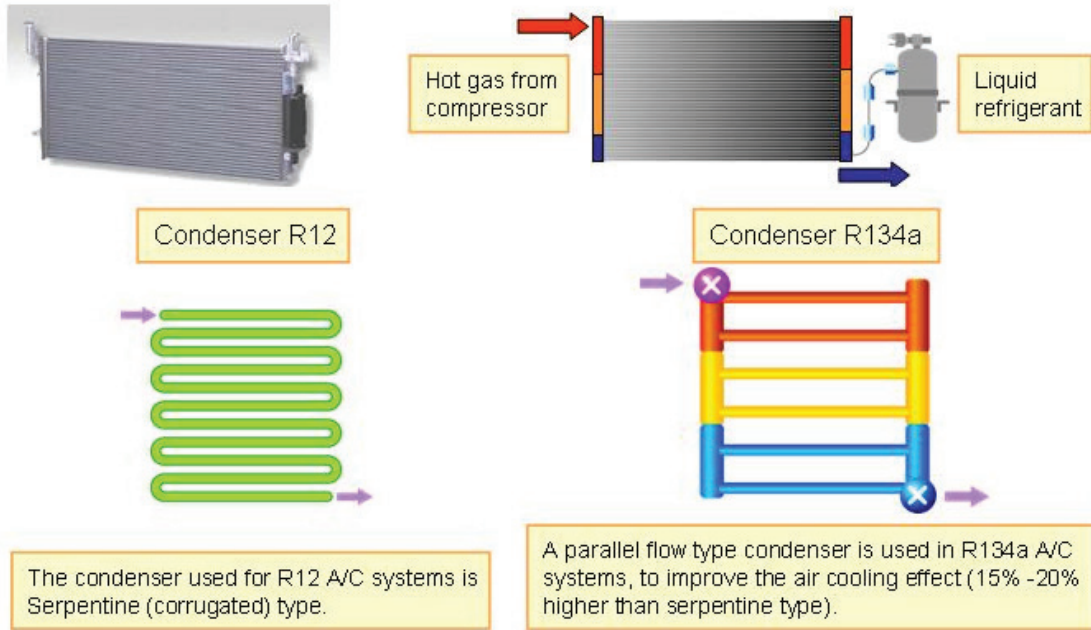 Hot gas from
compressor
Liquid
refrigerant
Condenser R12
Condenser R134a
The condenser used for R12 A/C systems is
Serpentine (corrugated) type.
A parallel flow type condenser is used in R134a A/C
systems, to improve the air cooling effect (15% -20%
higher than serpentine type).